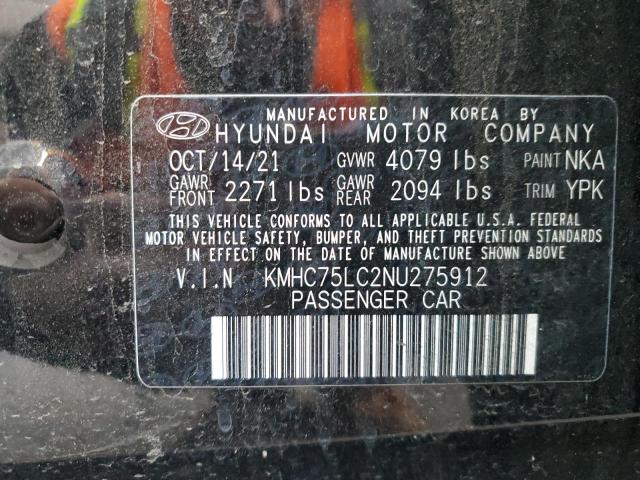 MANUFACTURED IN KOREA BY
HYUNDAI MOTOR COMPANY
OCT/14/21 GVWR 4079 lbs PAINT NKA
GAWR FRONT 2271 lbs GAWR REAR 2094 lbs TRIM YPK
THIS VEHICLE CONFORMS TO ALL APPLICABLE U.S.A. FEDERAL
MOTOR VEHICLE SAFETY, BUMPER, AND THEFT PREVENTION STANDARDS
IN EFFECT ON THE DATE OF MANUFACTURE SHOWN ABOVE
V.I.N KMHC75LC2NU275912
PASSENGER CAR